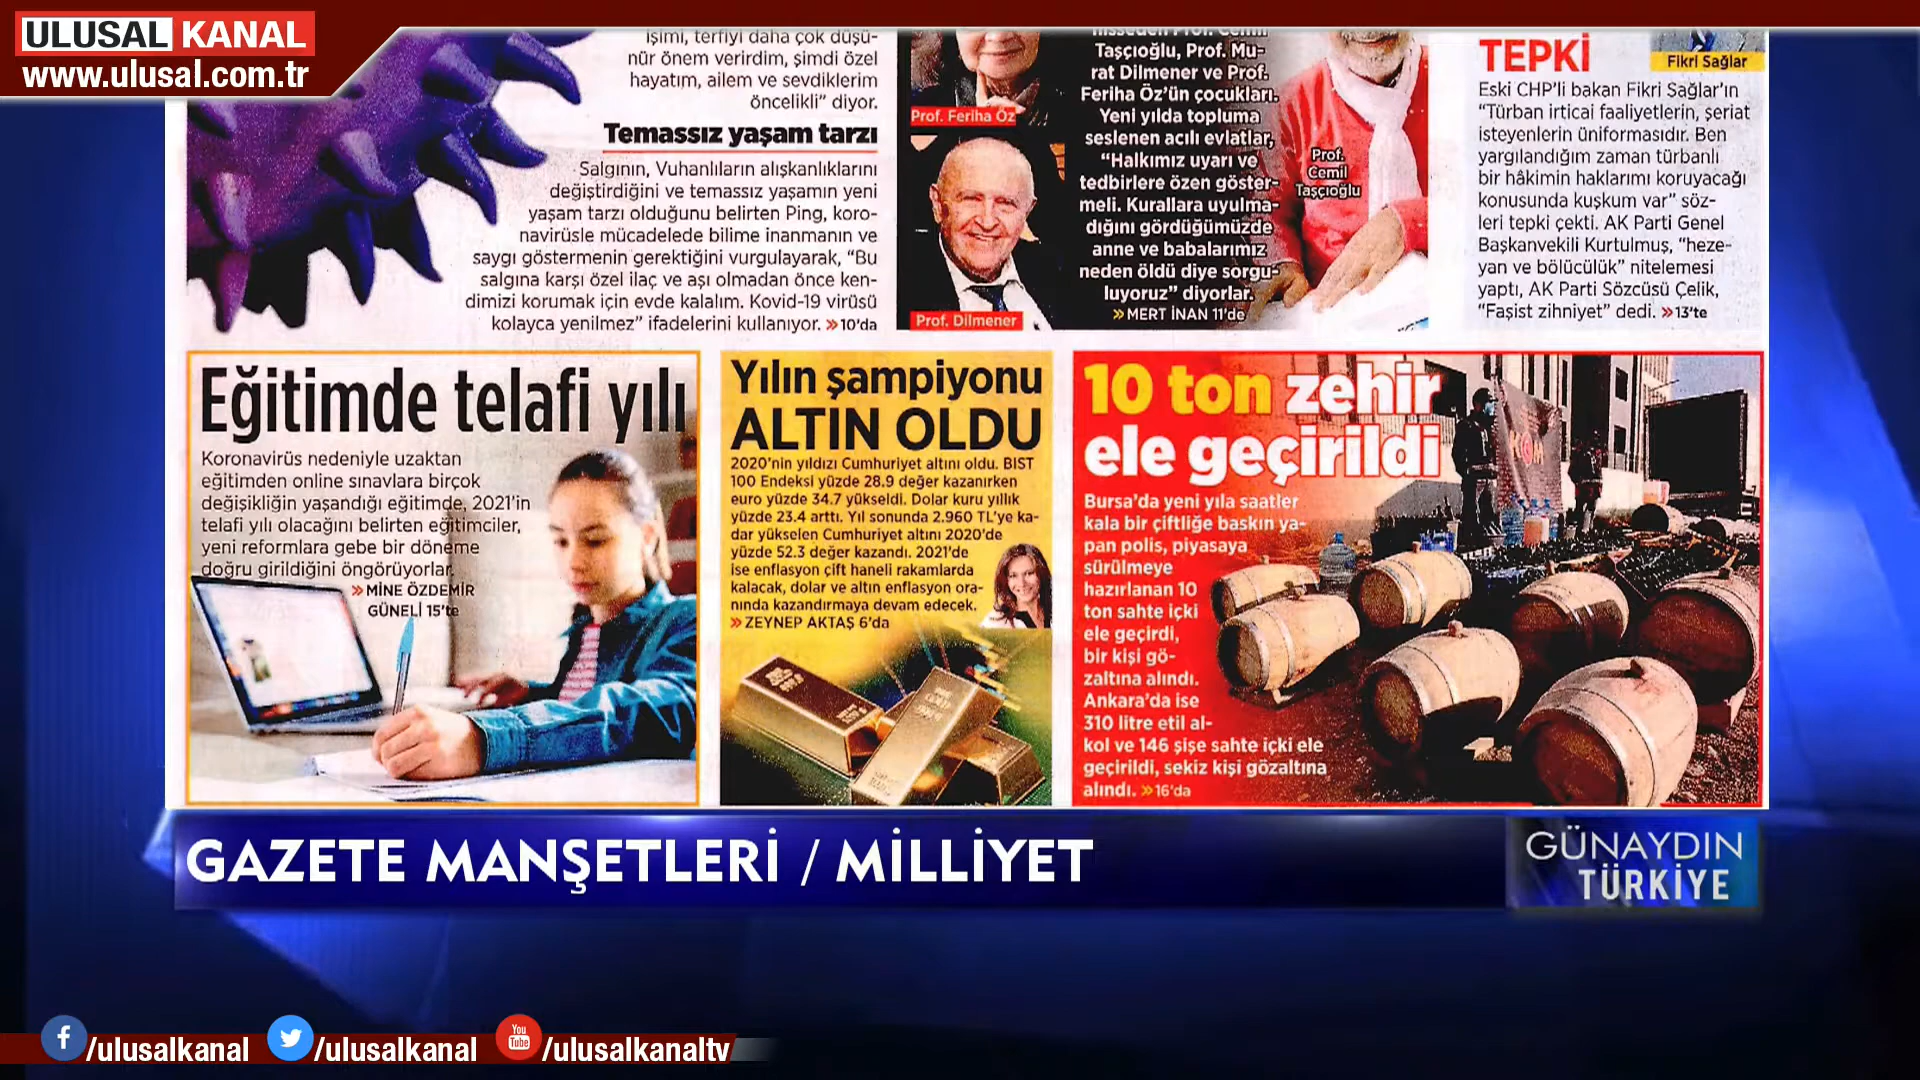 ULUSAL KANAL
www.ulusal.com.tr
işimi, terfiyi daha çok düşü-
nür önem verirdim, şimdi özel
hayatım, ailem ve sevdiklerim
öncelikli” diyor.
Temassız yaşam tarzı
Salgının, Vuhanlıların alışkanlıklarını
değiştirdiğini ve temassız yaşamın yeni
yaşam tarzı olduğunu belirten Ping, koro-
navirüsle mücadelede bilime inanmanın ve
saygı göstermenin gerektiğini vurgulayarak, “Bu
salgına karşı özel ilaç ve aşı olmadan önce ken-
dimizi korumak için evde kalalım. Kovid-19 virüsü
kolayca yenilmez” ifadelerini kullanıyor. »10’da
Prof. Feriha Öz
Prof. Dilmener
hisseden Prof. Cemil
Taşçıoğlu, Prof. Mu-
rat Dilmener ve Prof.
Feriha Öz’ün çocukları.
Yeni yılda topluma
seslenen acılı evlatlar,
“Halkımız uyarı ve
tedbirlere özen göster-
meli. Kurallara uyulma-
dığını gördüğümüzde
anne ve babalarımız
neden öldü diye sorgu-
luyoruz” diyorlar.
»MERT İNAN 11’de
Prof.
Cemil
Taşçıoğlu
TEPKİ
Fikri Sağlar
Eski CHP’li bakan Fikri Sağlar’ın
“Türban irticai faaliyetlerin, şeriat
isteyenlerin üniformasıdır. Ben
yargılandığım zaman türbanlı
bir hâkimin haklarımı koruyacağı
konusunda kuşkum var” söz-
leri tepki çekti. AK Parti Genel
Başkanvekili Kurtulmuş, “heze-
yan ve bölücülük” nitelemesi
yaptı, AK Parti Sözcüsü Çelik,
“Faşist zihniyet” dedi. »13’te
Eğitimde telafi yılı
Koronavirüs nedeniyle uzaktan
eğitimden online sınavlara birçok
değişikliğin yaşandığı eğitimde, 2021’in
telafi yılı olacağını belirten eğitimciler,
yeni reformlara gebe bir döneme
doğru girildiğini öngörüyorlar.
»MİNE ÖZDEMİR
GÜNELİ 15’te
Yılın şampiyonu
ALTIN OLDU
2020’nin yıldızı Cumhuriyet altını oldu. BIST
100 Endeksi yüzde 28.9 değer kazanırken
euro yüzde 34.7 yükseldi. Dolar kuru yıllık
yüzde 23.4 arttı. Yıl sonunda 2.960 TL’ye ka-
dar yükselen Cumhuriyet altını 2020’de
yüzde 52.3 değer kazandı. 2021’de
ise enflasyon çift haneli rakamlarda
kalacak, dolar ve altın enflasyon ora-
nında kazandırmaya devam edecek.
»ZEYNEP AKTAŞ 6’da
10 ton zehir
ele geçirildi
Bursa’da yeni yıla saatler
kala bir çiftliğe baskın ya-
pan polis, piyasaya
sürülmeye
hazırlanan 10
ton sahte içki
ele geçirdi,
bir kişi gö-
zaltına alındı.
Ankara’da ise
310 litre etil al-
kol ve 146 şişe sahte içki ele
geçirildi, sekiz kişi gözaltına
alındı. »16’da
KOM
GAZETE MANŞETLERİ / MİLLİYET
GÜNAYDIN
TÜRKİYE
/ulusalkanal
/ulusalkanal
You
Tube
/ulusalkanaltv